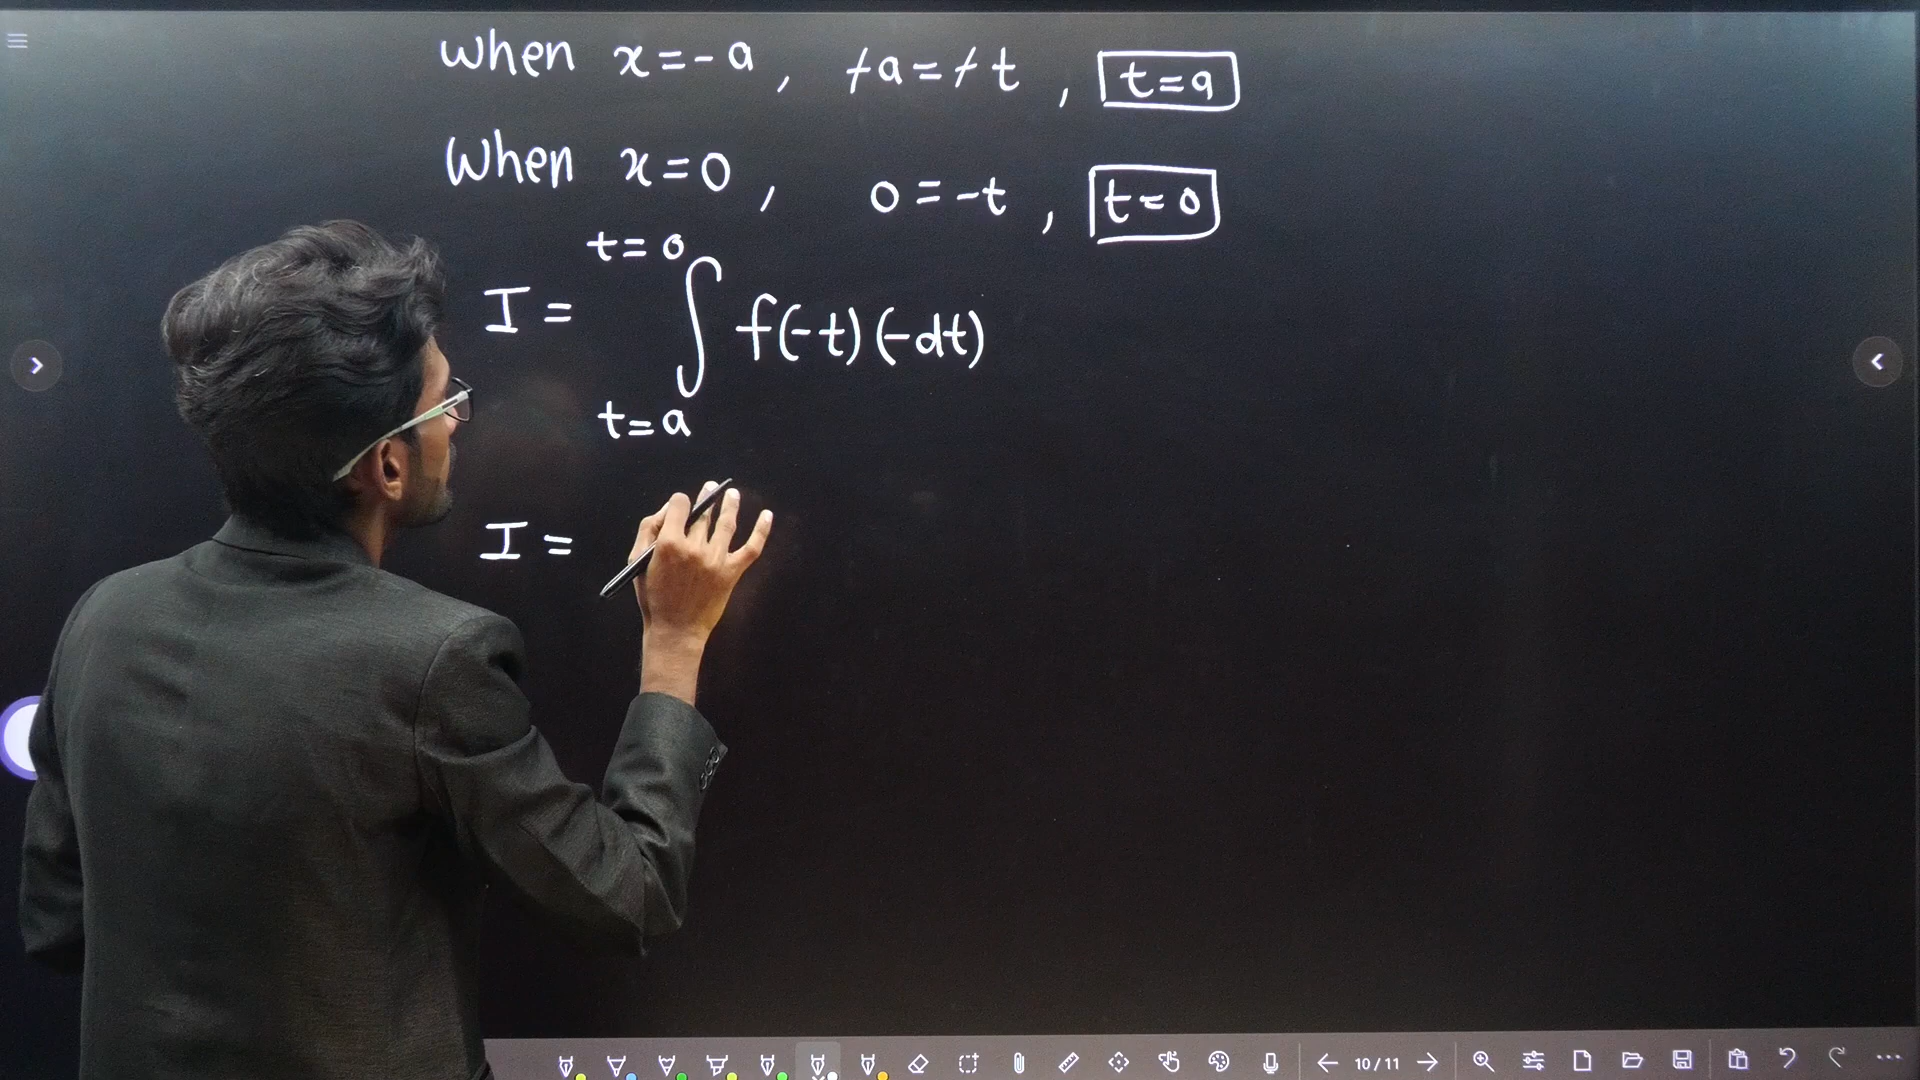 when x=-a, -a=-t, t=a
When x=0, 0=-t, t=0
t=0
I= ∫ f(-t)(-dt)
t=a
I=
10/11